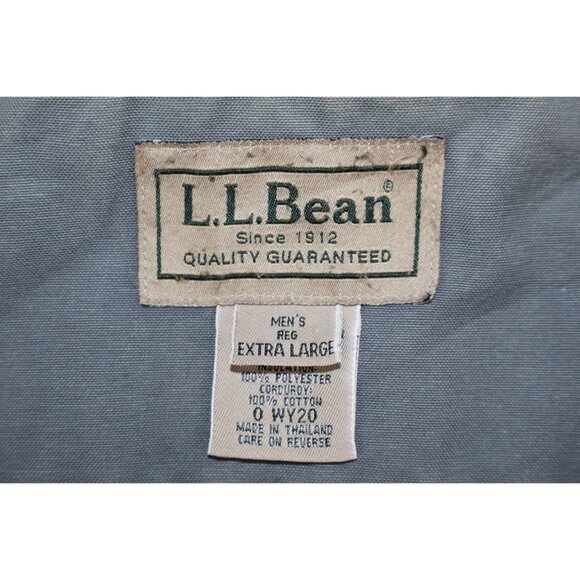 L.L.Bean®
Since 1912
QUALITY GUARANTEED
MEN'S
REG
EXTRA LARGE
INSULATION:
100% POLYESTER
CORDUROY:
100% COTTON
0 WY20
MADE IN THAILAND
CARE ON REVERSE